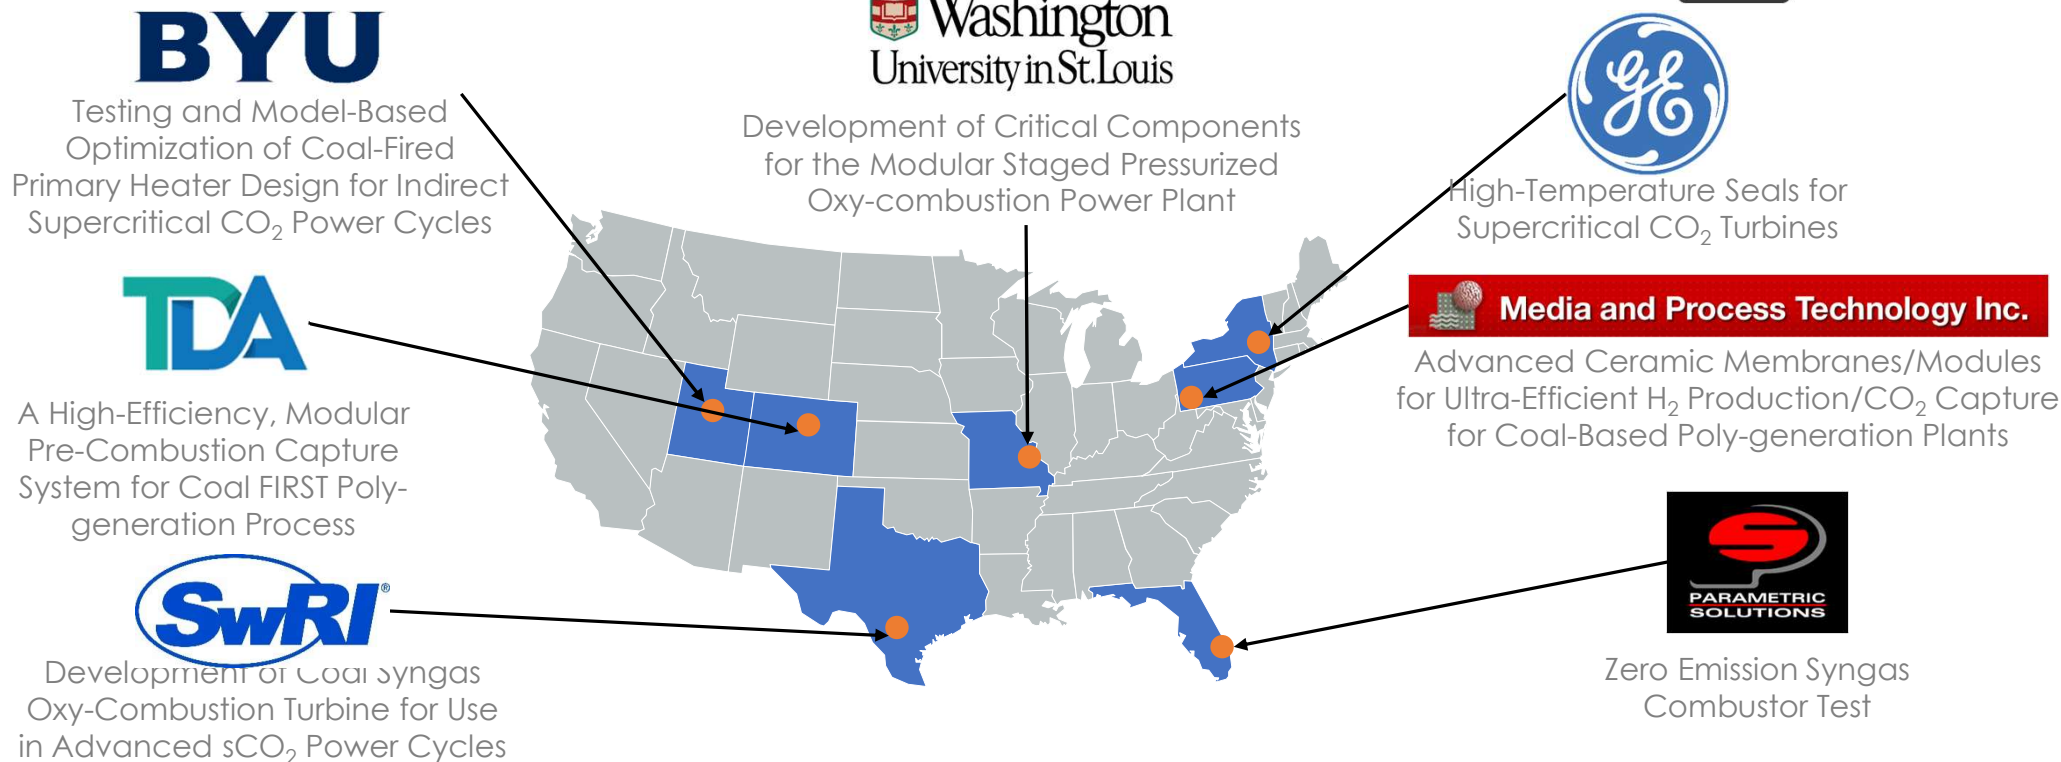 BYU
Testing and Model-Based
Optimization of Coal-Fired
Primary Heater Design for Indirect
Supercritical CO₂ Power Cycles
Washington
University in St. Louis
Development of Critical Components
for the Modular Staged Pressurized
Oxy-combustion Power Plant
GE
High-Temperature Seals for
Supercritical CO₂ Turbines
TDA
A High-Efficiency, Modular
Pre-Combustion Capture
System for Coal FIRST Poly-
generation Process
Media and Process Technology Inc.
Advanced Ceramic Membranes/Modules
for Ultra-Efficient H₂ Production/CO₂ Capture
for Coal-Based Poly-generation Plants
SwRI®
Development of Coal Syngas
Oxy-Combustion Turbine for Use
in Advanced sCO₂ Power Cycles
PARAMETRIC
SOLUTIONS
Zero Emission Syngas
Combustor Test